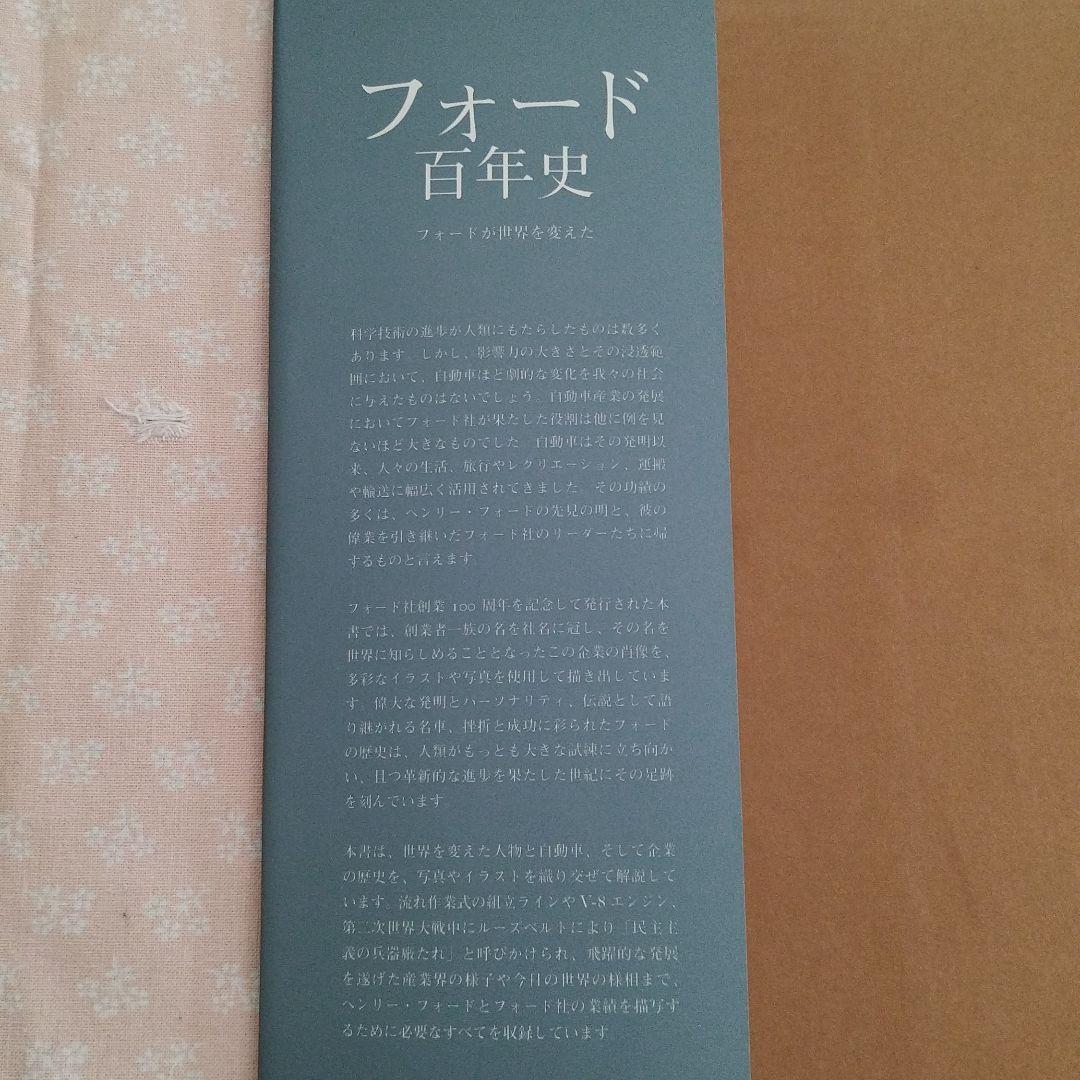 フォード
百年史
フォードが世界を変えた
科学技術の進歩が人類にもたらしたものは数多く
あります。しかし、影響力の大きさとその浸透範
囲において、自動車ほど劇的な変化を我々の社会
に与えたものはないでしょう。自動車産業の発展
においてフォード社が果たした役割は他に例を見
ないほど大きなものでした。自動車はその発明以
来、人々の生活、旅行やレクリエーション、運搬
や輸送に幅広く活用されてきました。その功績の
多くは、ヘンリー・フォードの先見の明と、彼の
偉業を引き継いだフォード社のリーダーたちに帰
するものと言えます。
フォード社創業 100 周年を記念して発行された本
書では、創業者一族の名を社名に冠し、その名を
世界に知らしめることとなったこの企業の肖像を、
多彩なイラストや写真を使用して描き出していま
す。偉大な発明とパーソナリティ、伝説として語
り継がれる名車、挫折と成功に彩られたフォード
の歴史は、人類がもっとも大きな試練に立ち向か
い、且つ革新的な進歩を果たした世紀にその足跡
を刻んでいます。
本書は、世界を変えた人物と自動車、そして企業
の歴史を、写真やイラストを織り交ぜて解説して
います。流れ作業式の組立ラインや V-8 エンジン、
第二次世界大戦中にルーズベルトにより「民主主
義の兵器廠たれ」と呼びかけられ、飛躍的な発展
を遂げた産業界の様子や今日の世界の様相まで、
ヘンリー・フォードとフォード社の業績を描写す
るために必要なすべてを収録しています。